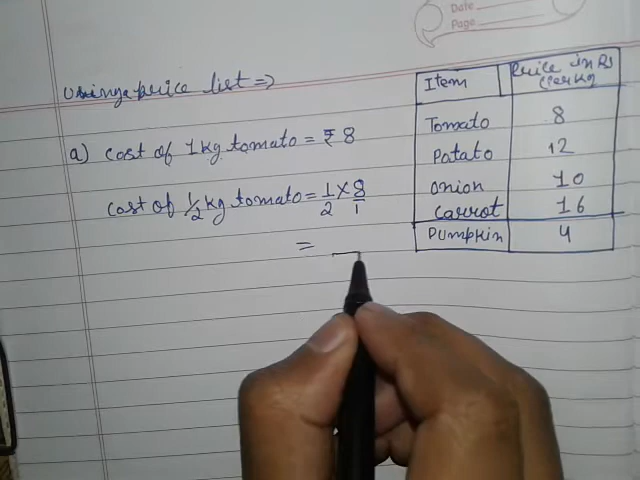 Date
Page
Using a price list ⇒
Item Price in Rs (Per Kg)
Tomato 8
Potato 12
Onion 10
Carrot 16
Pumpkin 4
a) cost of 1 kg tomato = ₹ 8
cost of 1/2 kg tomato = 1/2 × 8/1
=